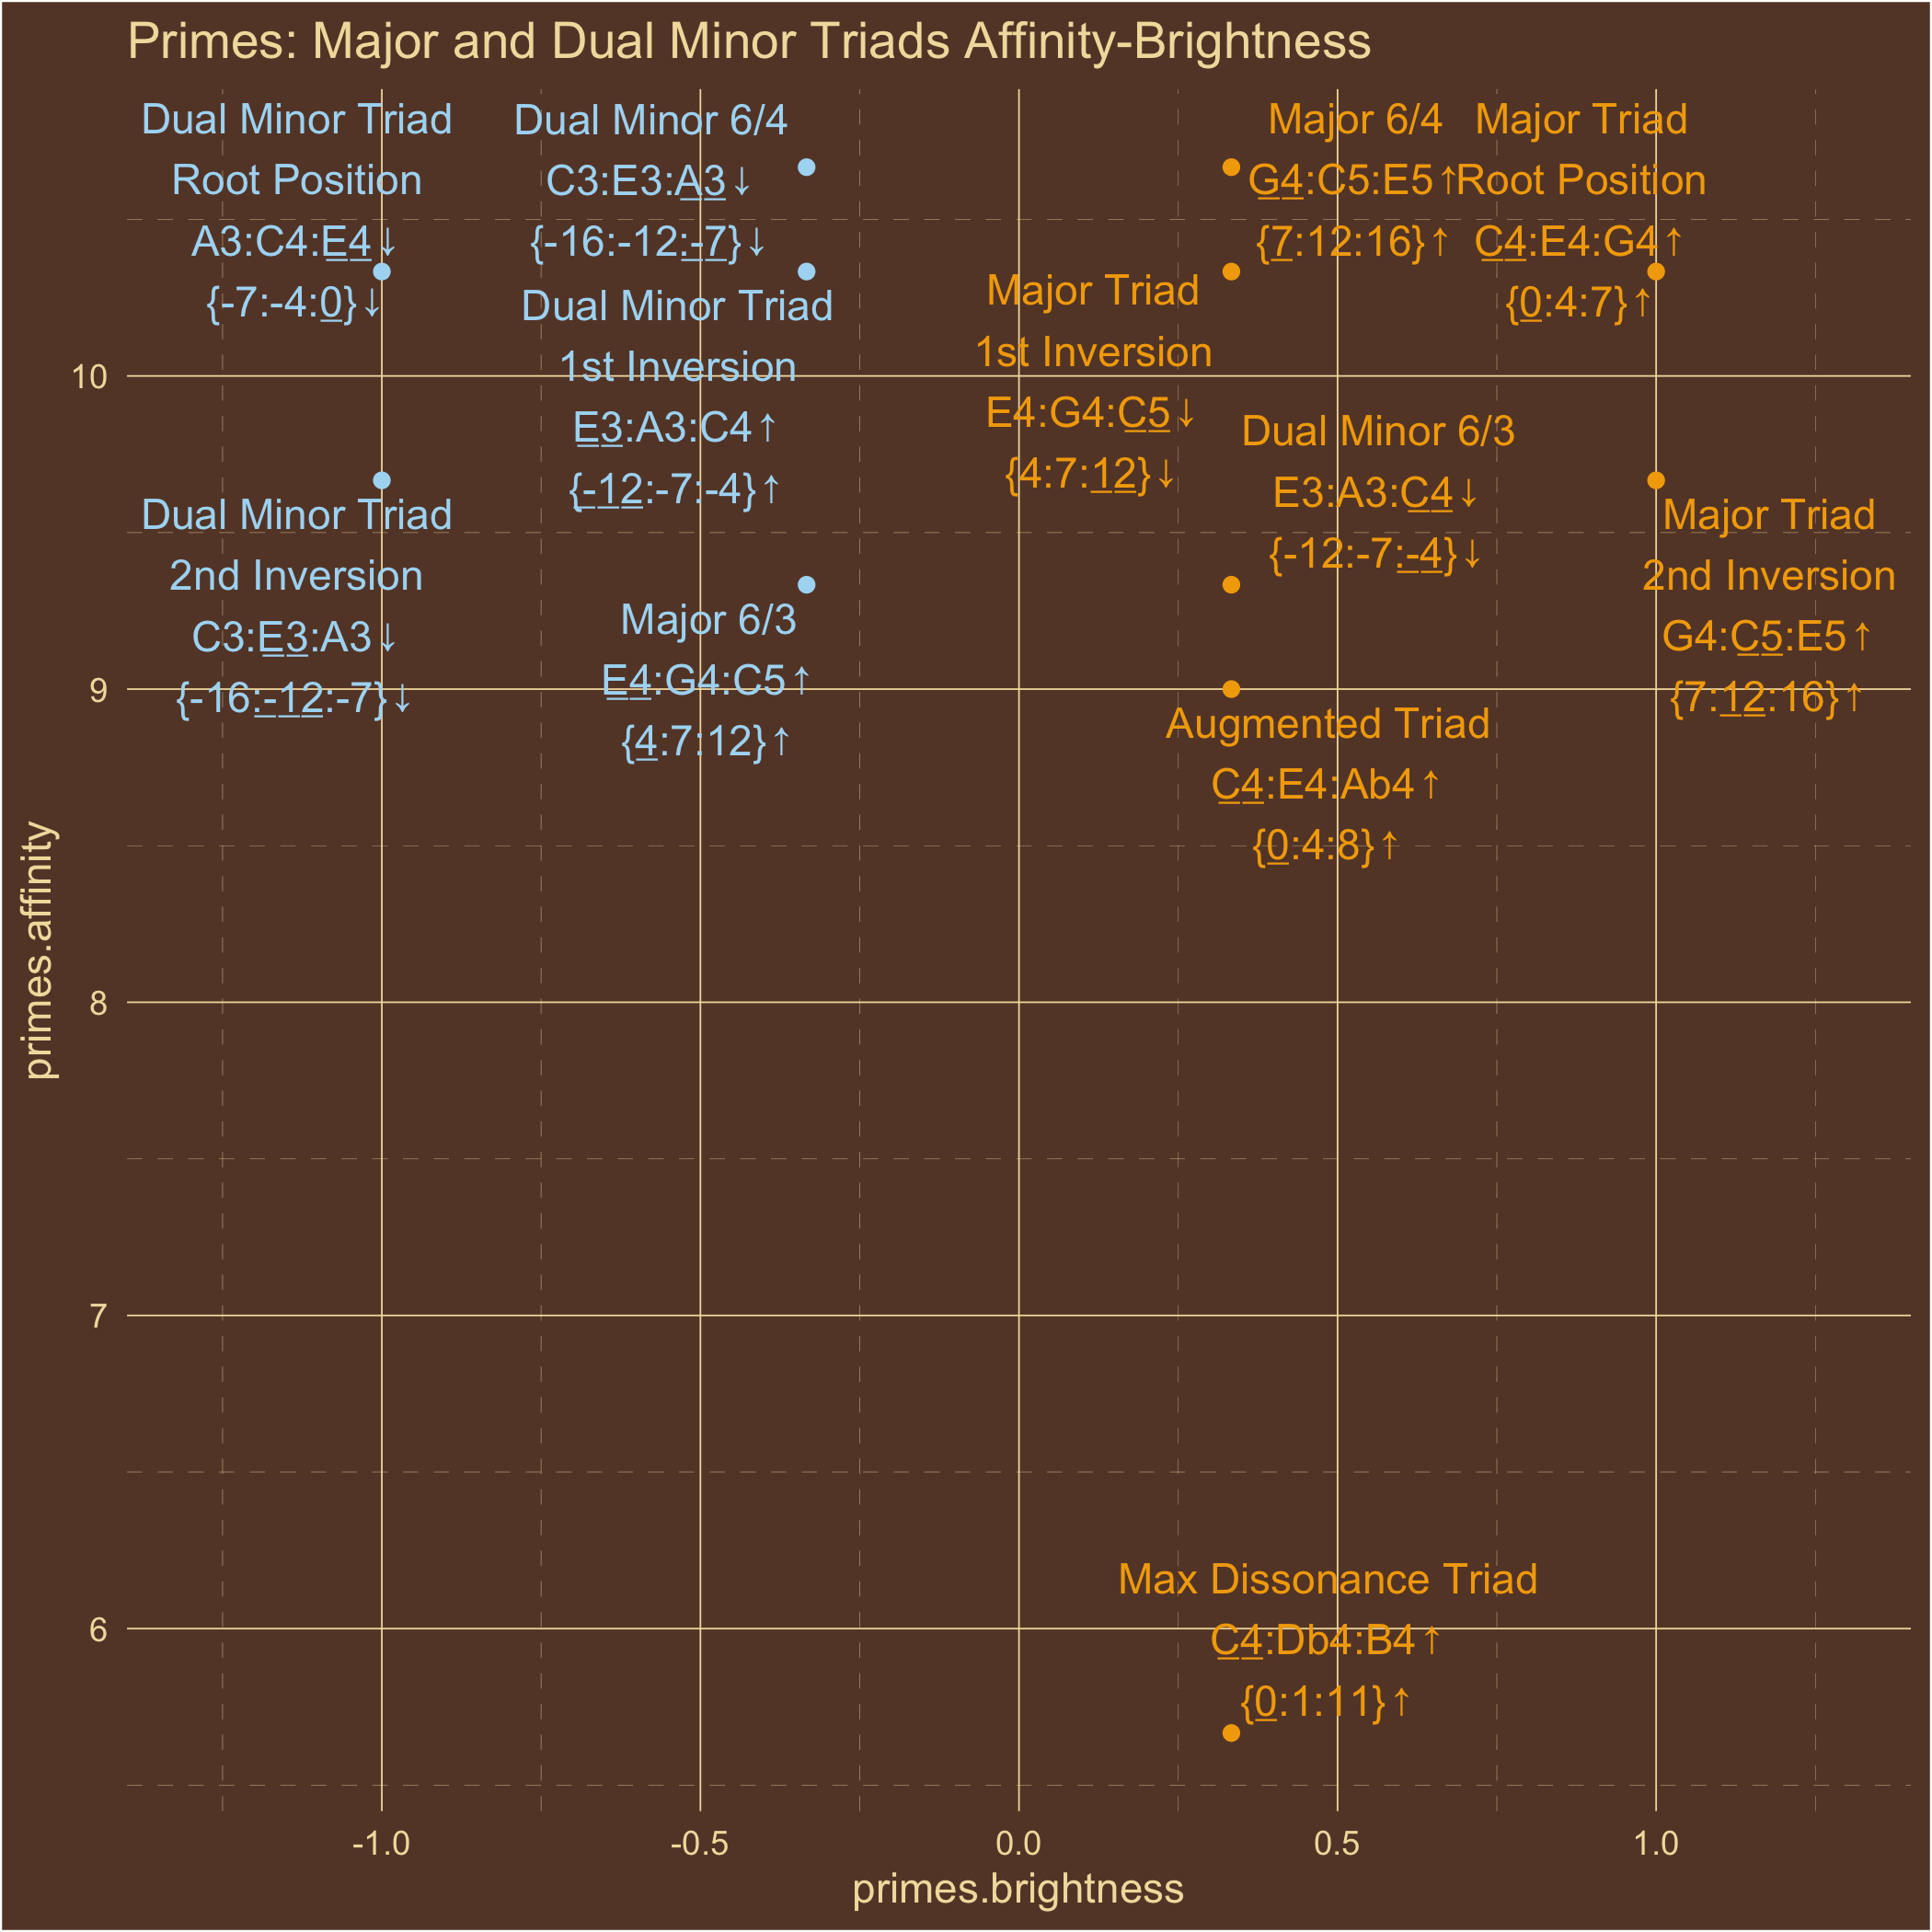 Primes: Major and Dual Minor Triads Affinity-Brightness
Dual Minor Triad
Root Position
A3:C4:E4↓
{-7:-4:0}↓
Dual Minor 6/4
C3:E3:A3↓
{-16:-12:-7}↓
Major 6/4
G4:C5:E5↑
{7:12:16}↑
Major Triad
Root Position
C4:E4:G4↑
{0:4:7}↑
Dual Minor Triad
1st Inversion
E3:A3:C4↑
{-12:-7:-4}↑
Major Triad
1st Inversion
E4:G4:C5↓
{4:7:12}↓
Dual Minor 6/3
E3:A3:C4↓
{-12:-7:-4}↓
Dual Minor Triad
2nd Inversion
C3:E3:A3↓
{-16:-12:-7}↓
Major 6/3
E4:G4:C5↑
{4:7:12}↑
Major Triad
2nd Inversion
G4:C5:E5↑
{7:12:16}↑
Augmented Triad
C4:E4:Ab4↑
{0:4:8}↑
Max Dissonance Triad
C4:Db4:B4↑
{0:1:11}↑
primes.affinity
10
9
8
7
6
-1.0
-0.5
0.0
0.5
1.0
primes.brightness